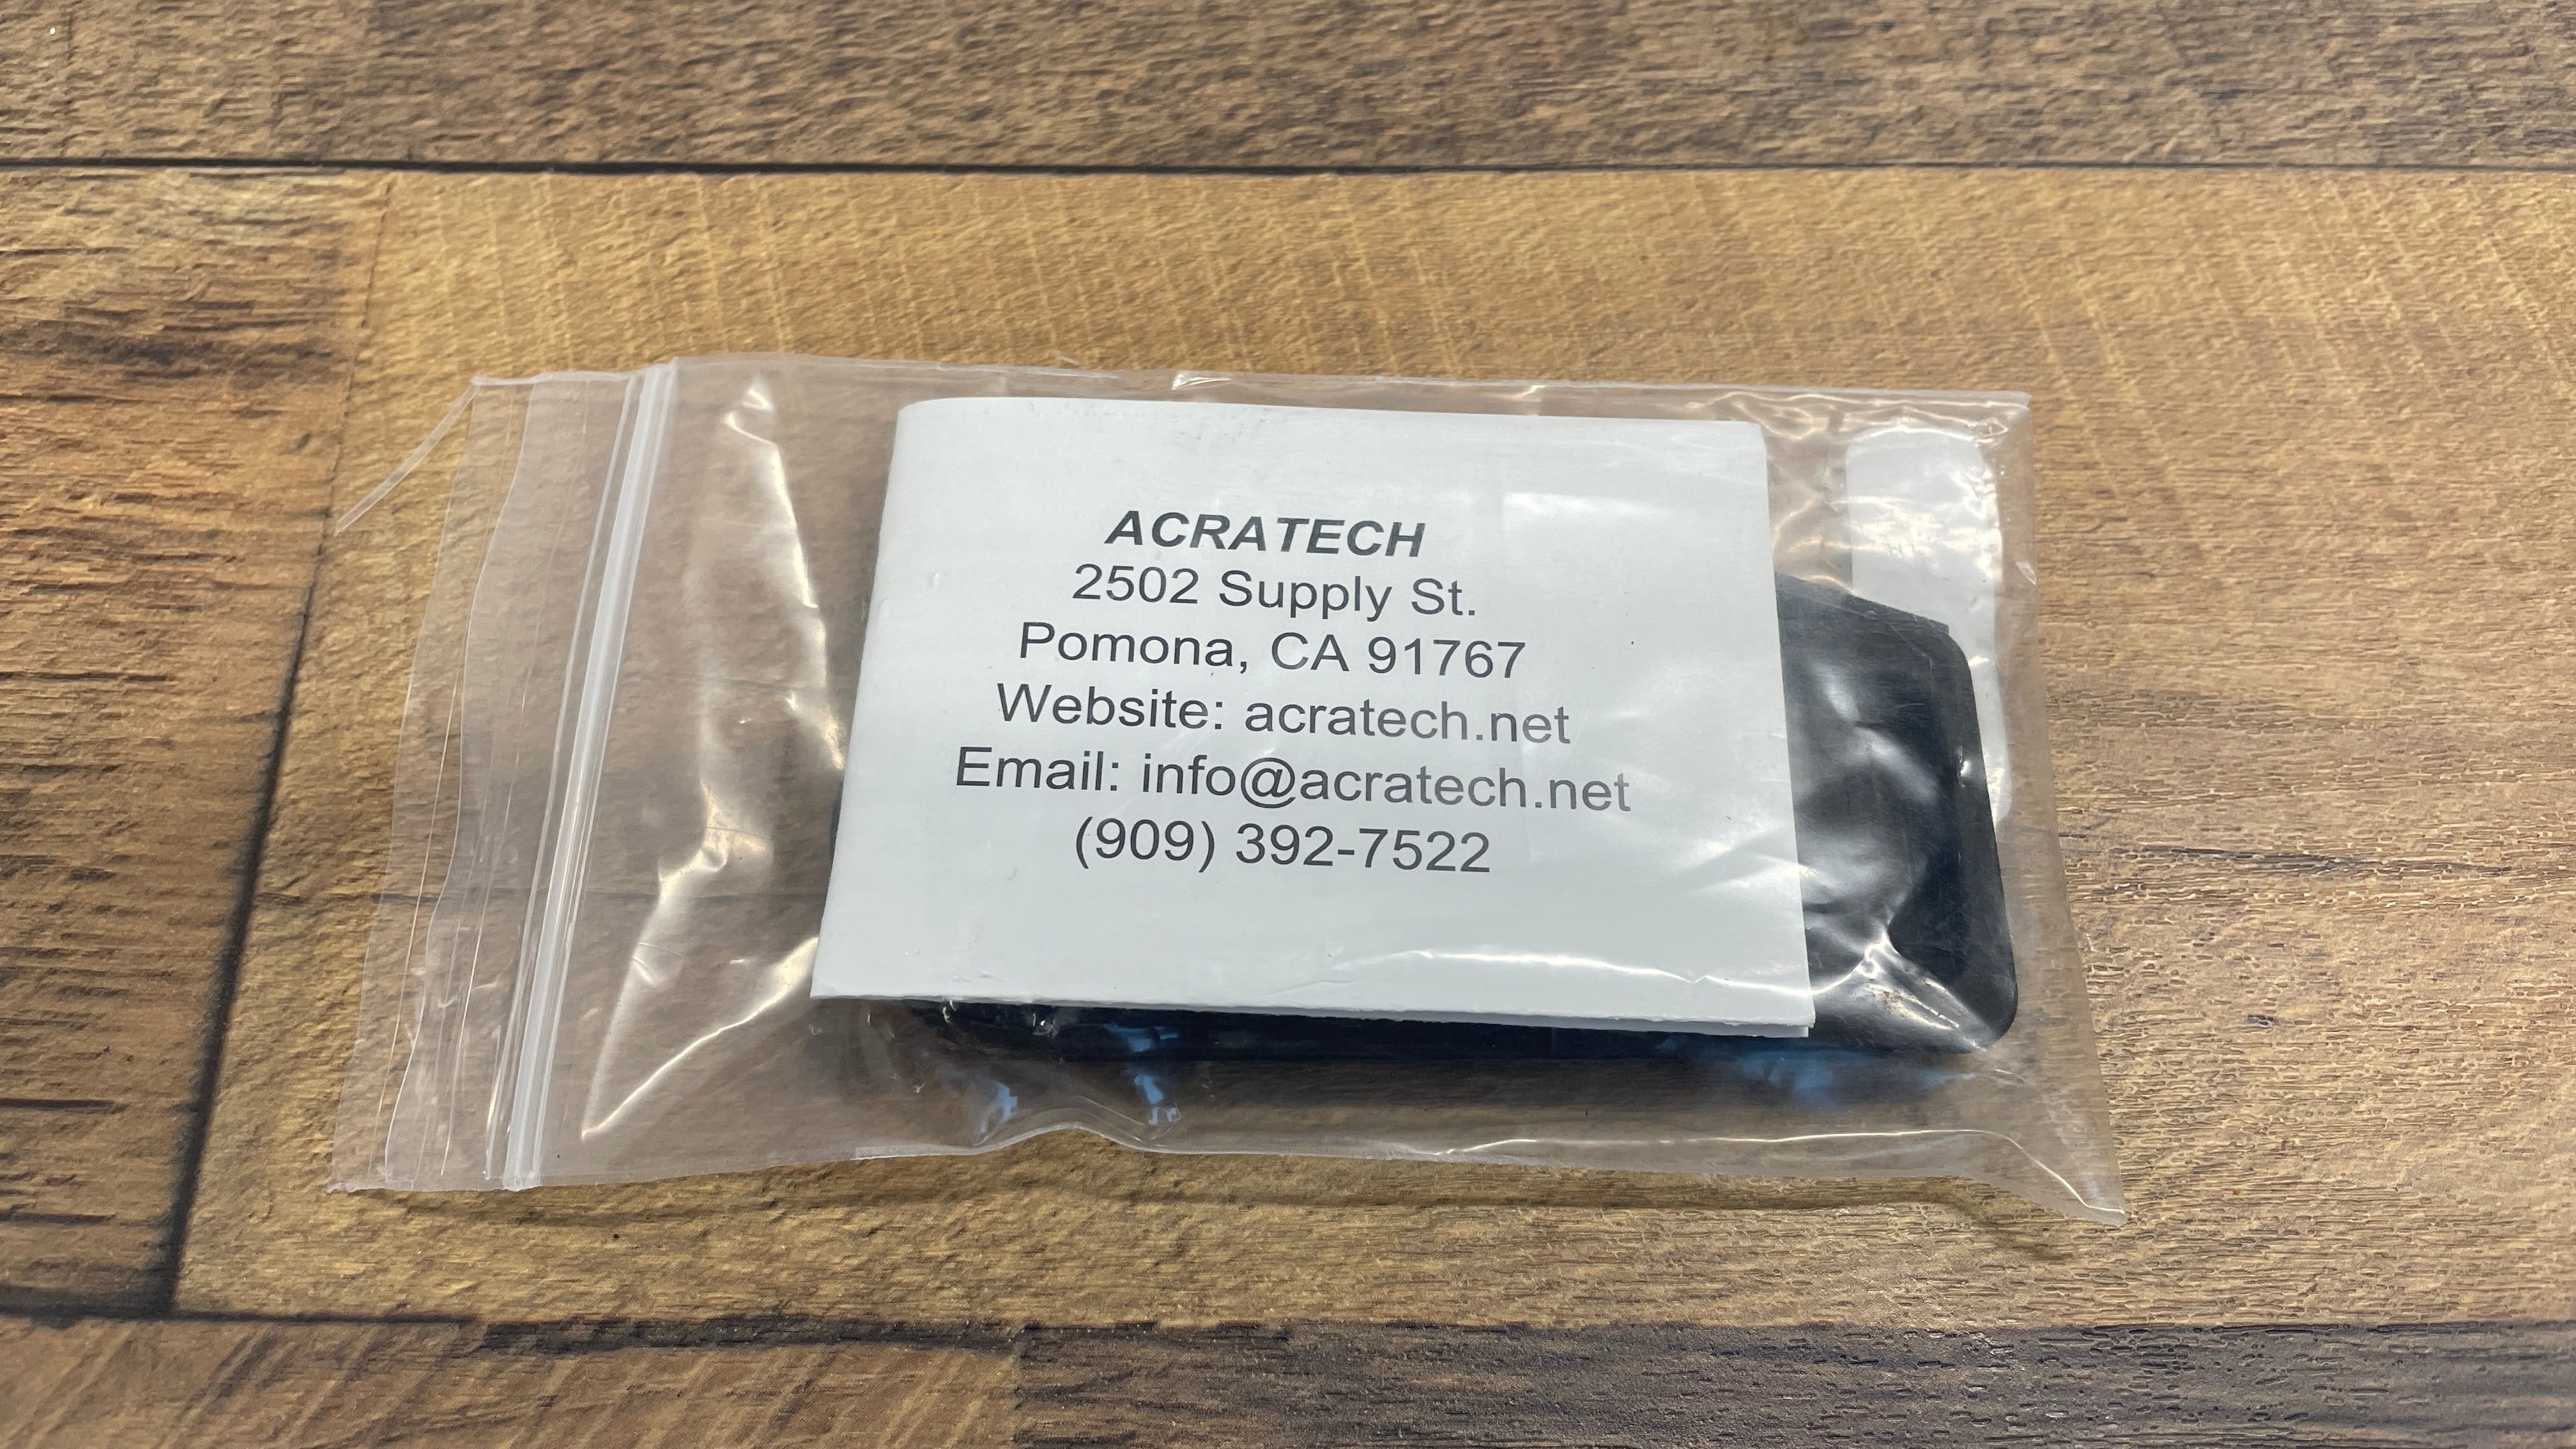 ACRATECH
2502 Supply St.
Pomona, CA 91767
Website: acratech.net
Email: info@acratech.net
(909) 392-7522